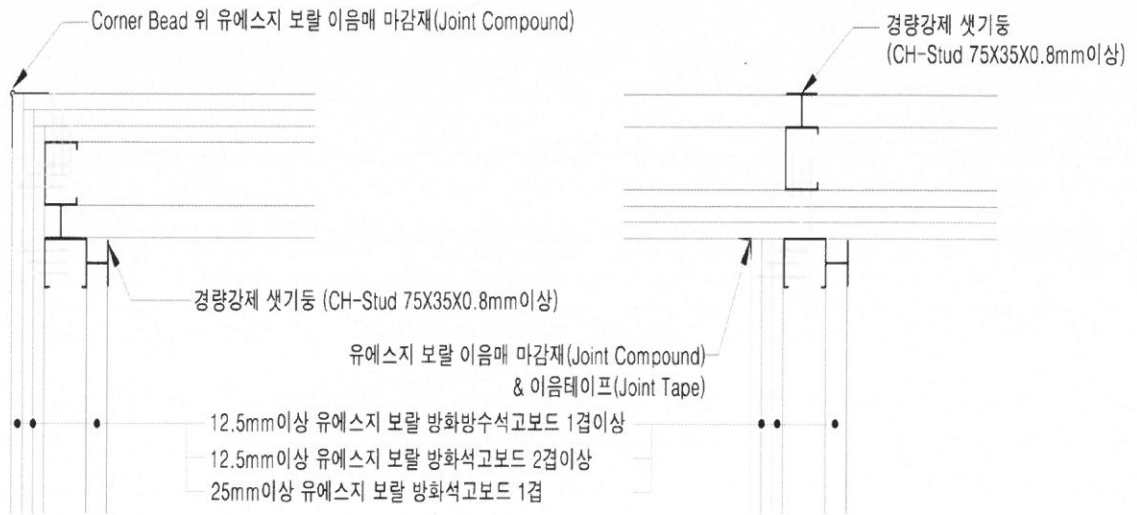 Corner Bead 위 유에스지 보랄 이음매 마감재(Joint Compound)
경량강제 샛기둥
(CH-Stud 75X35X0.8mm이상)
경량강제 샛기둥 (CH-Stud 75X35X0.8mm이상)
유에스지 보랄 이음매 마감재(Joint Compound)
& 이음테이프(Joint Tape)
12.5mm이상 유에스지 보랄 방화방수석고보드 1겹이상
12.5mm이상 유에스지 보랄 방화석고보드 2겹이상
25mm이상 유에스지 보랄 방화석고보드 1겹